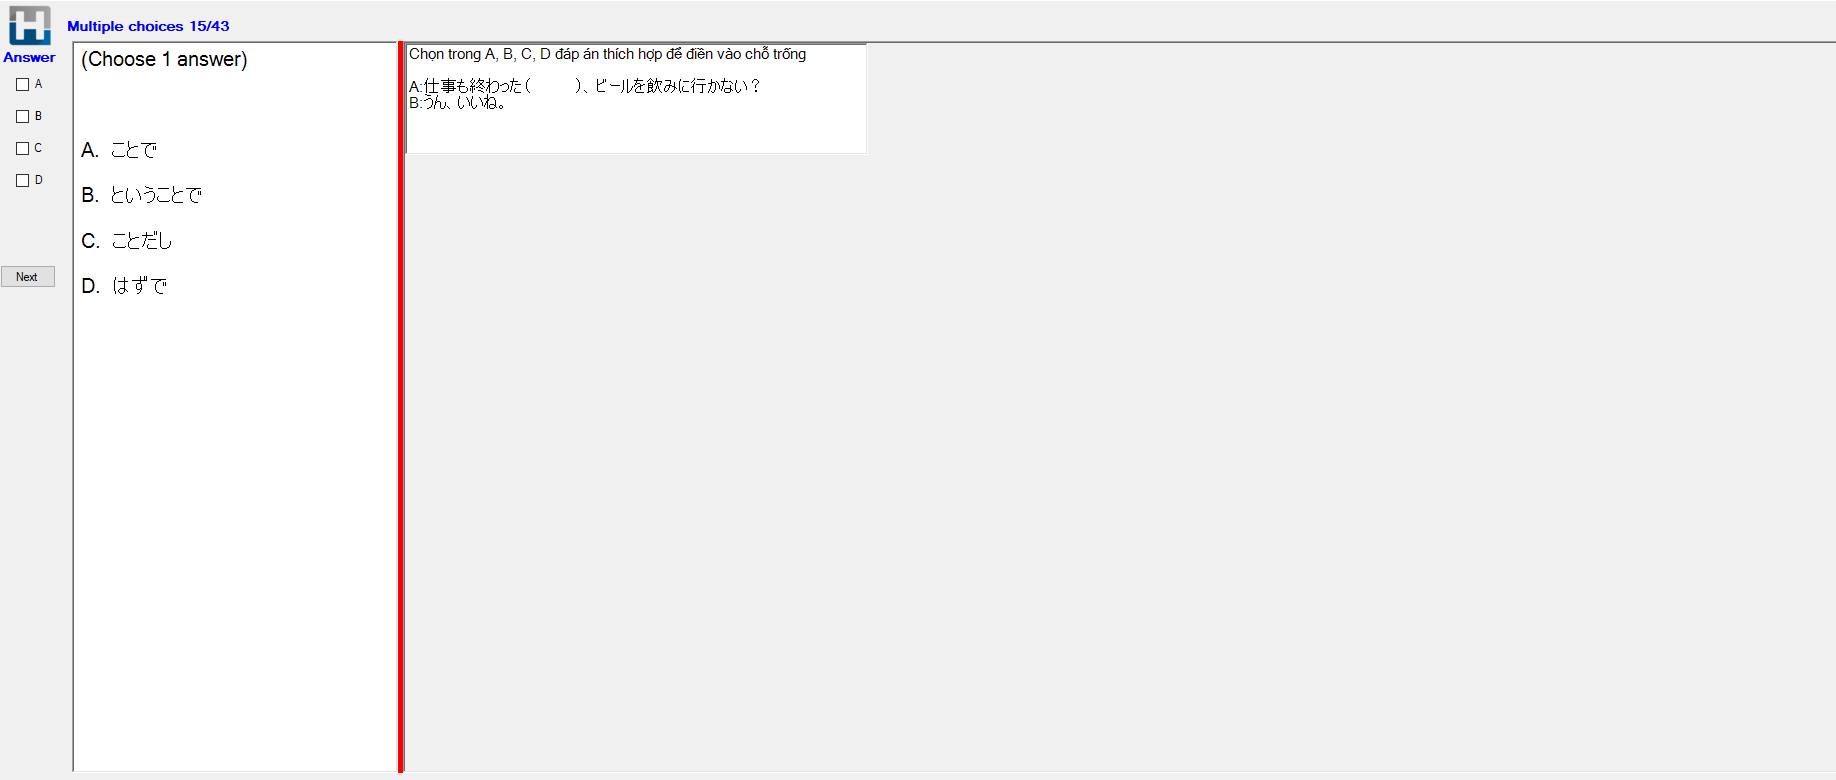 Multiple choices 15/43
Answer
A
B
C
D
Next
(Choose 1 answer)
A. ことで
B. ということで
C. ことだし
D. はずで
Chọn trong A, B, C, D đáp án thích hợp để điền vào chỗ trống
A:仕事も終わった(　　　)、ビールを飲みに行かない？
B:うん、いいね。